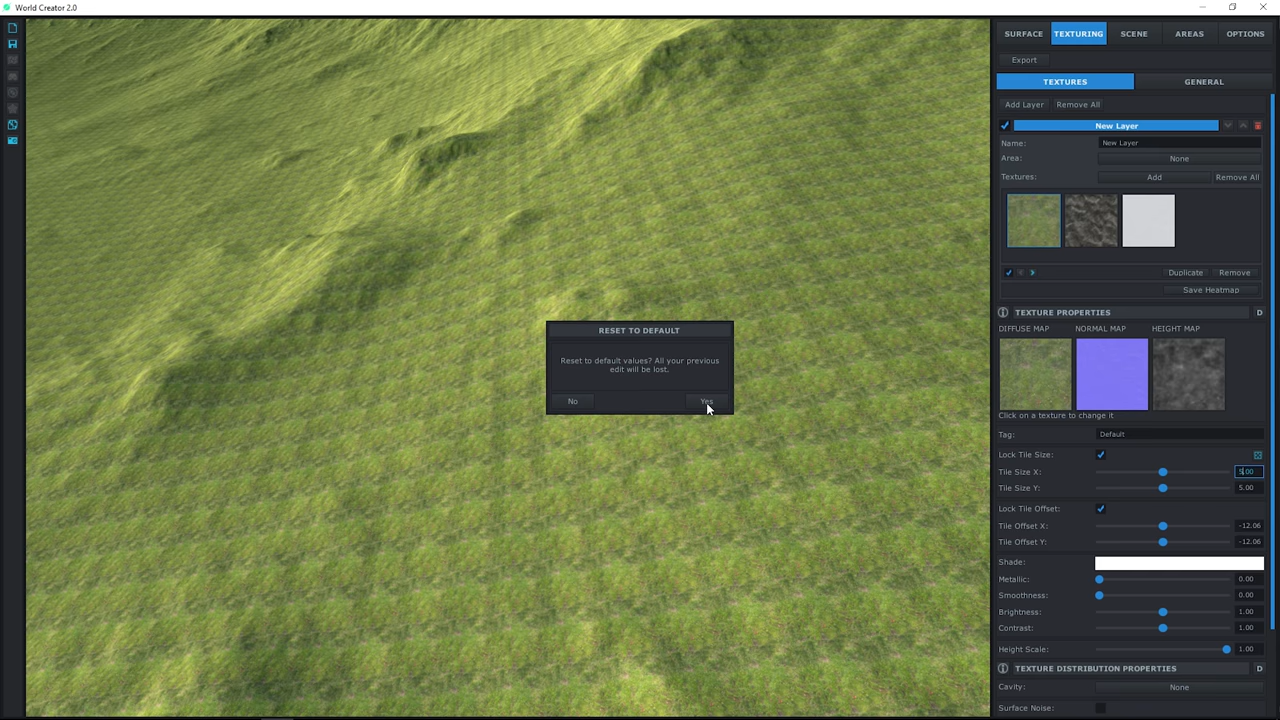 World Creator 2.0
SURFACE TEXTURING SCENE AREAS OPTIONS
Export
TEXTURES GENERAL
Add Layer Remove All
New Layer
Name: New Layer
Area: None
Textures: Add Remove All
Duplicate Remove
Save Heatmap
TEXTURE PROPERTIES D
DIFFUSE MAP NORMAL MAP HEIGHT MAP
Click on a texture to change it
Tag: Default
Lock Tile Size:
Tile Size X: 5.00
Tile Size Y: 5.00
Lock Tile Offset:
Tile Offset X: -12.06
Tile Offset Y: -12.06
Shade:
Metallic: 0.00
Smoothness: 0.00
Brightness: 1.00
Contrast: 1.00
Height Scale: 1.00
TEXTURE DISTRIBUTION PROPERTIES D
Cavity: None
Surface Noise:
RESET TO DEFAULT
Reset to default values? All your previous
edit will be lost.
No Yes